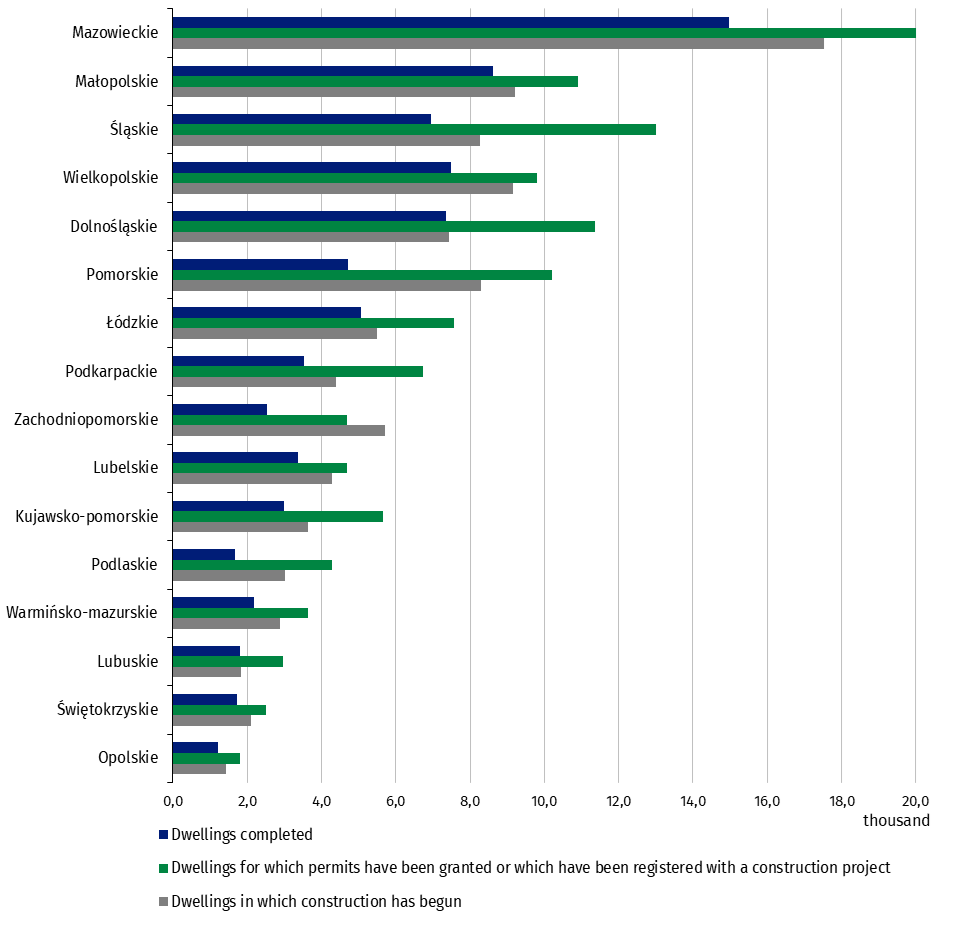 Mazowieckie
Małopolskie
Śląskie
Wielkopolskie
Dolnośląskie
Pomorskie
Łódzkie
Podkarpackie
Zachodniopomorskie
Lubelskie
Kujawsko-pomorskie
Podlaskie
Warmińsko-mazurskie
Lubuskie
Świętokrzyskie
Opolskie
0,0 2,0 4,0 6,0 8,0 10,0 12,0 14,0 16,0 18,0 20,0
thousand
Dwellings completed
Dwellings for which permits have been granted or which have been registered with a construction project
Dwellings in which construction has begun